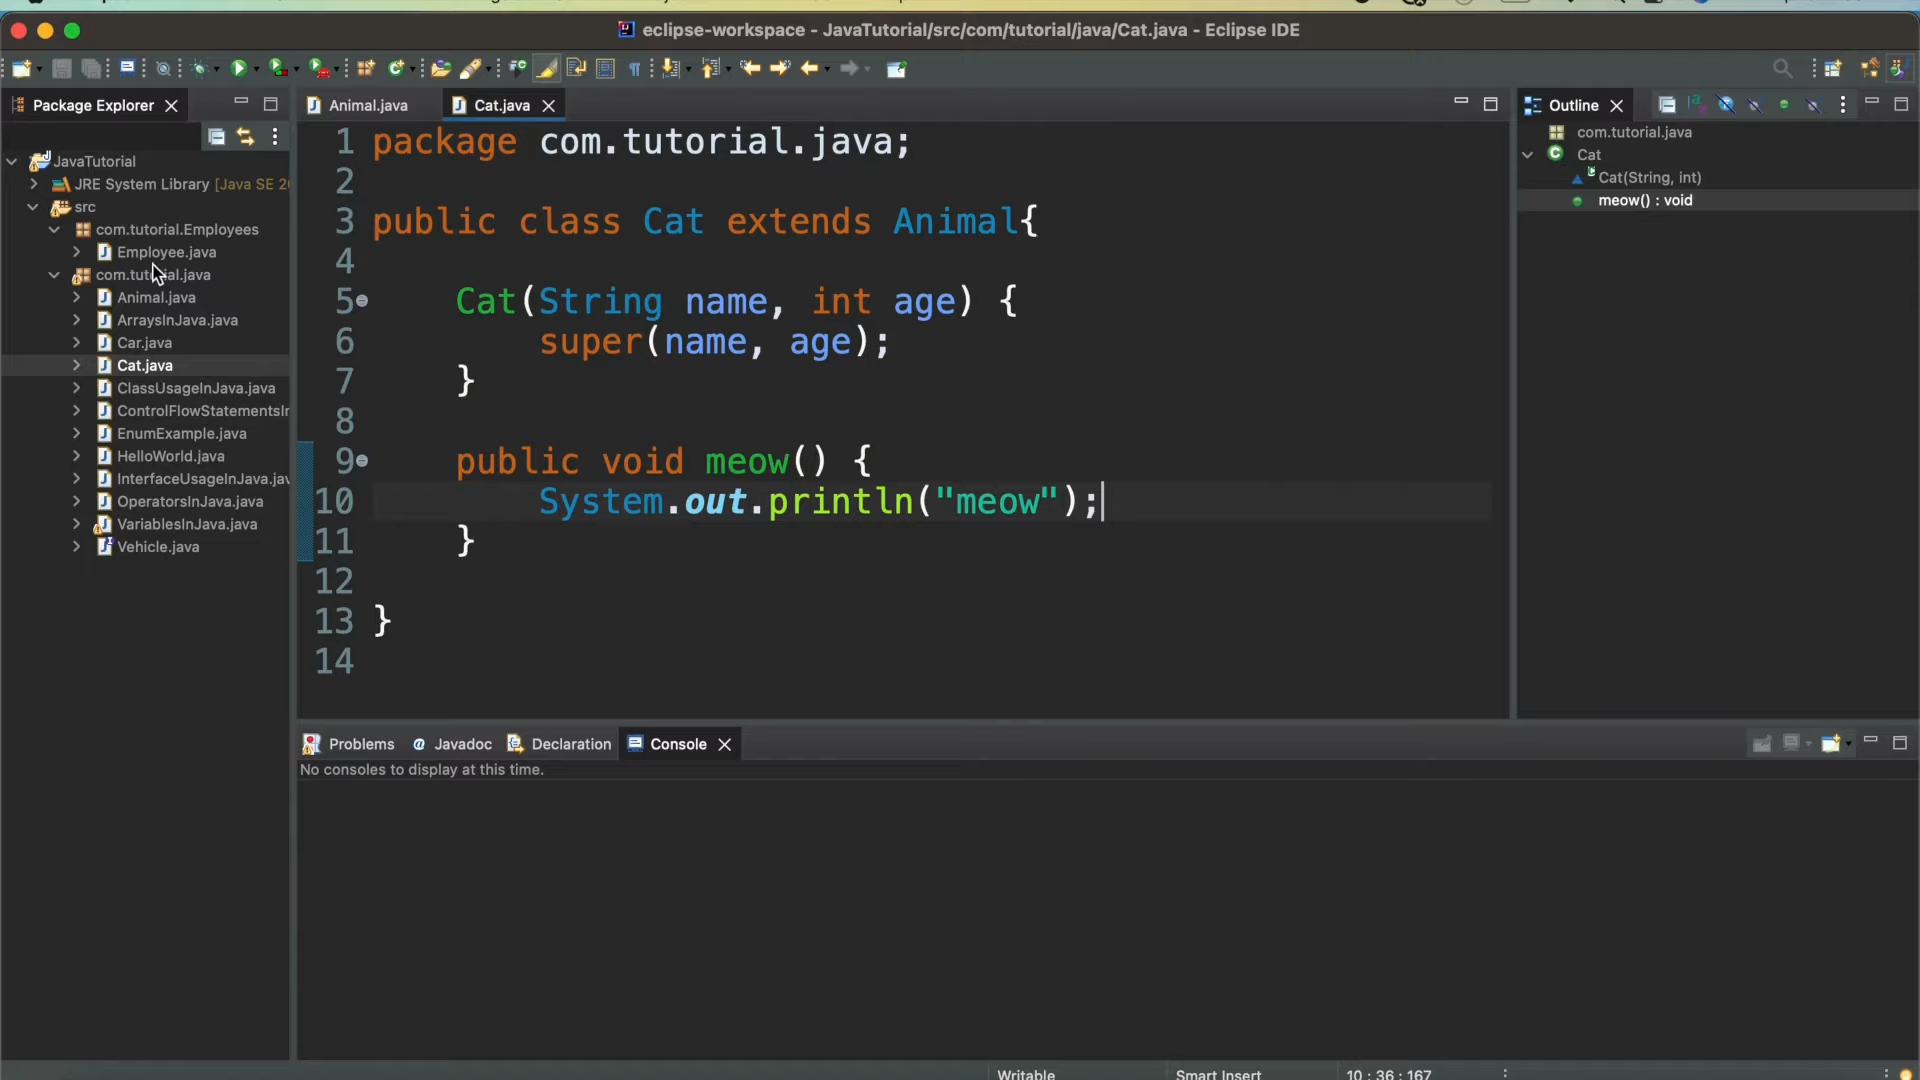 eclipse-workspace - JavaTutorial/src/com/tutorial/java/Cat.java - Eclipse IDE
Package Explorer
Animal.java
Cat.java
Outline
JavaTutorial
JRE System Library [Java SE 20
src
com.tutorial.Employees
Employee.java
com.tutorial.java
Animal.java
ArraysInJava.java
Car.java
Cat.java
ClassUsageInJava.java
ControlFlowStatementsIn
EnumExample.java
HelloWorld.java
InterfaceUsageInJava.jav
OperatorsInJava.java
VariablesInJava.java
Vehicle.java
1 package com.tutorial.java;
2
3 public class Cat extends Animal{
4
5 Cat(String name, int age) {
6 super(name, age);
7 }
8
9 public void meow() {
10 System.out.println("meow");
11 }
12
13 }
14
com.tutorial.java
Cat
Cat(String, int)
meow() : void
Problems
@ Javadoc
Declaration
Console
No consoles to display at this time.
Writable
Smart Insert
10 : 36 : 167